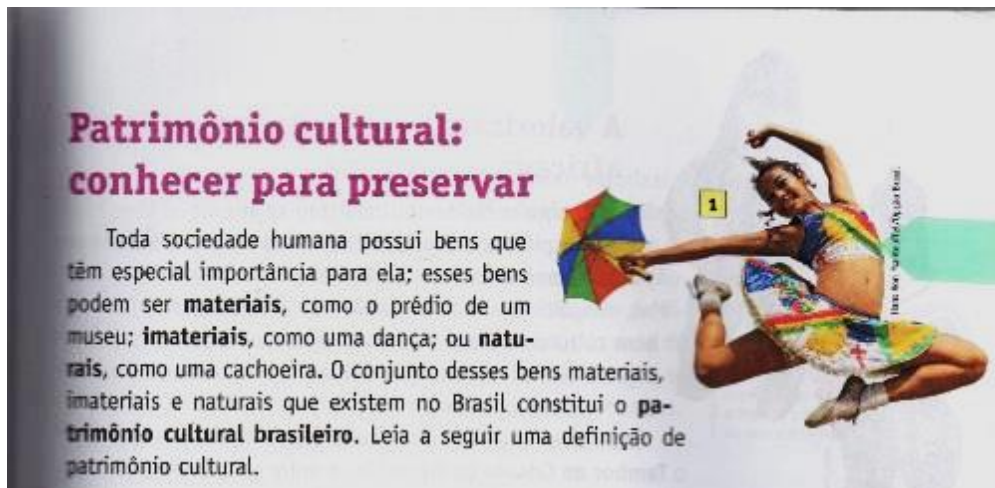 Patrimônio cultural:
conhecer para preservar
1
Toda sociedade humana possui bens que
têm especial importância para ela; esses bens
podem ser materiais, como o prédio de um
museu; imateriais, como uma dança; ou natu-
rais, como uma cachoeira. O conjunto desses bens materiais,
imateriais e naturais que existem no Brasil constitui o pa-
trimônio cultural brasileiro. Leia a seguir uma definição de
patrimônio cultural.